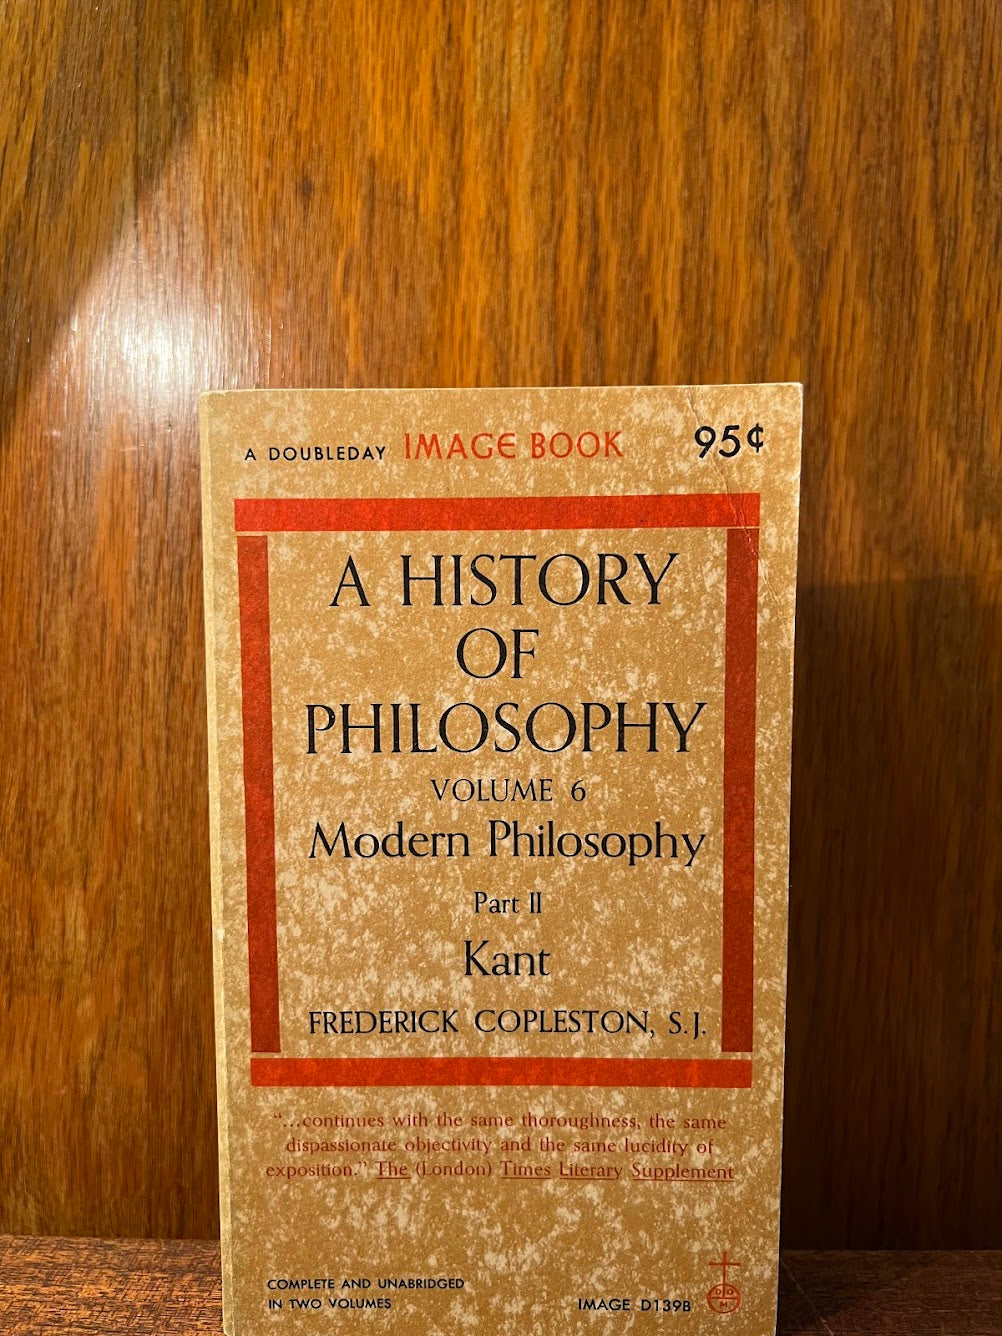 A DOUBLEDAY IMAGE BOOK 95¢
A HISTORY
OF
PHILOSOPHY
VOLUME 6
Modern Philosophy
Part II
Kant
FREDERICK COPLESTON, S.J.
"...continues with the same thoroughness, the same
dispassionate objectivity and the same lucidity of
exposition." The (London) Times Literary Supplement
COMPLETE AND UNABRIDGED
IN TWO VOLUMES
IMAGE D139B
D D
M